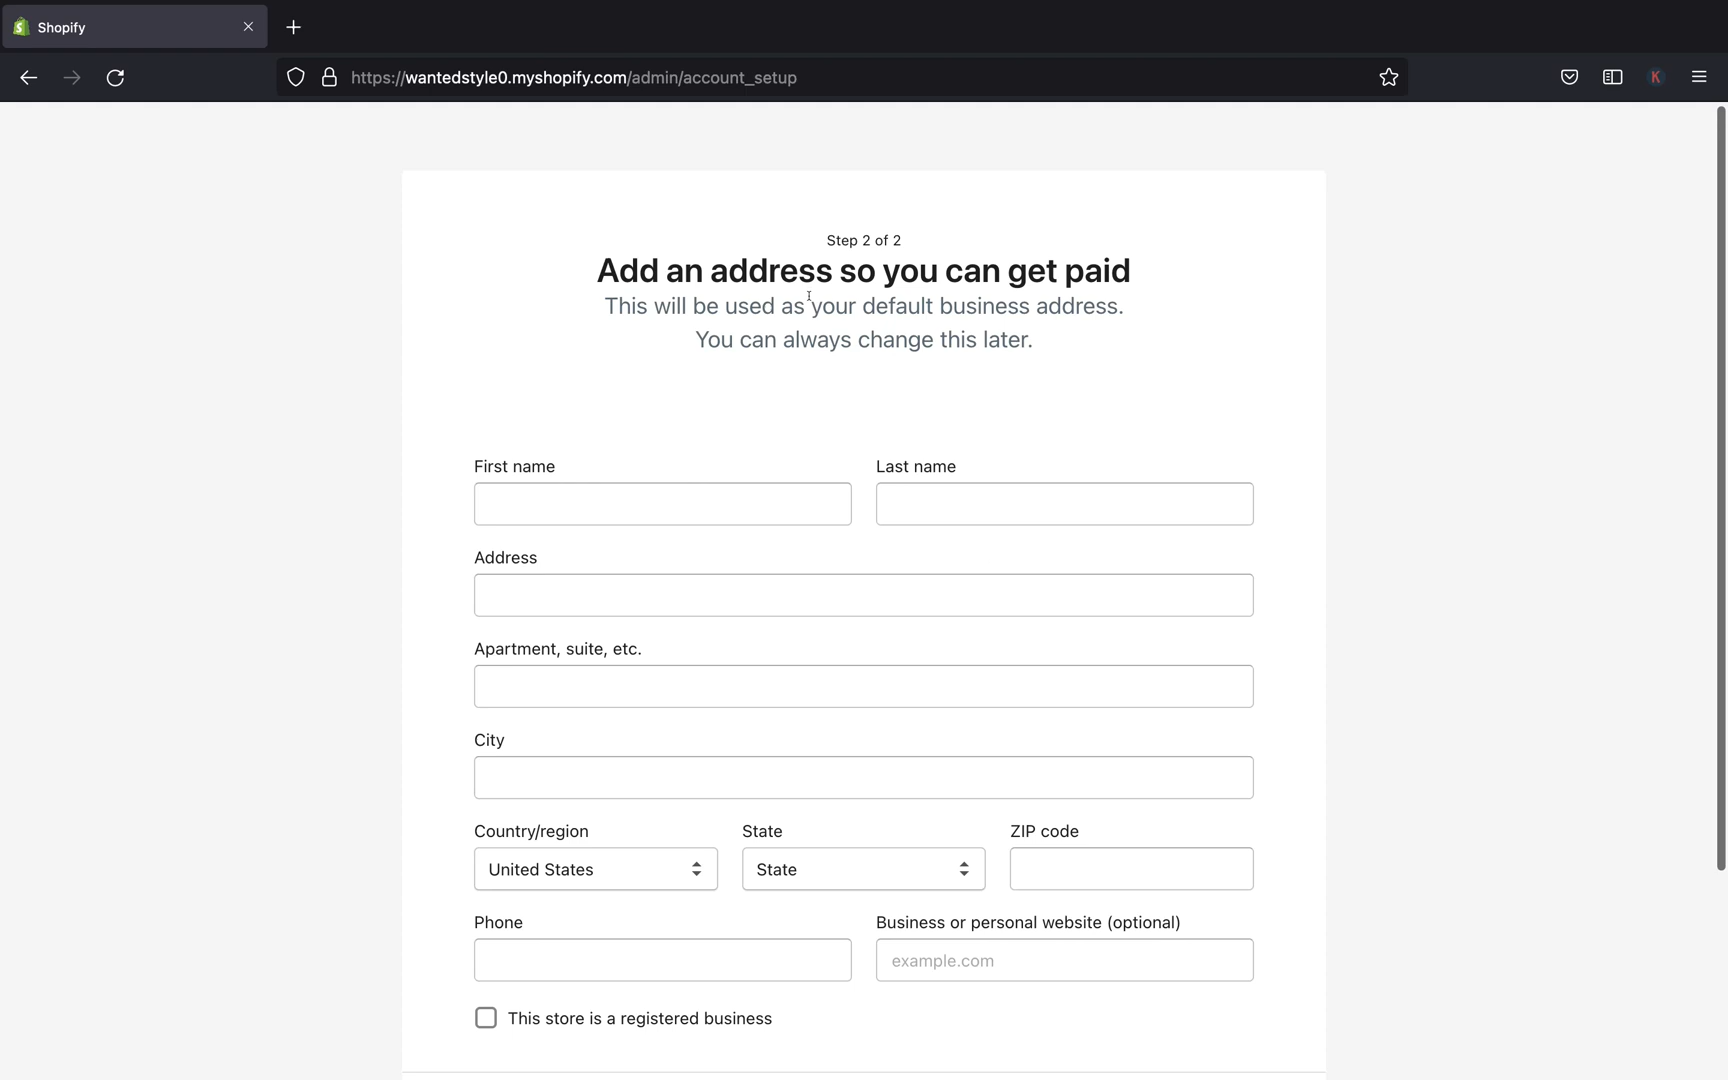 Shopify
https://wantedstyle0.myshopify.com/admin/account_setup
K
Step 2 of 2
Add an address so you can get paid
This will be used as your default business address.
You can always change this later.
First name Last name
Address
Apartment, suite, etc.
City
Country/region State ZIP code
United States State
Phone Business or personal website (optional)
example.com
This store is a registered business